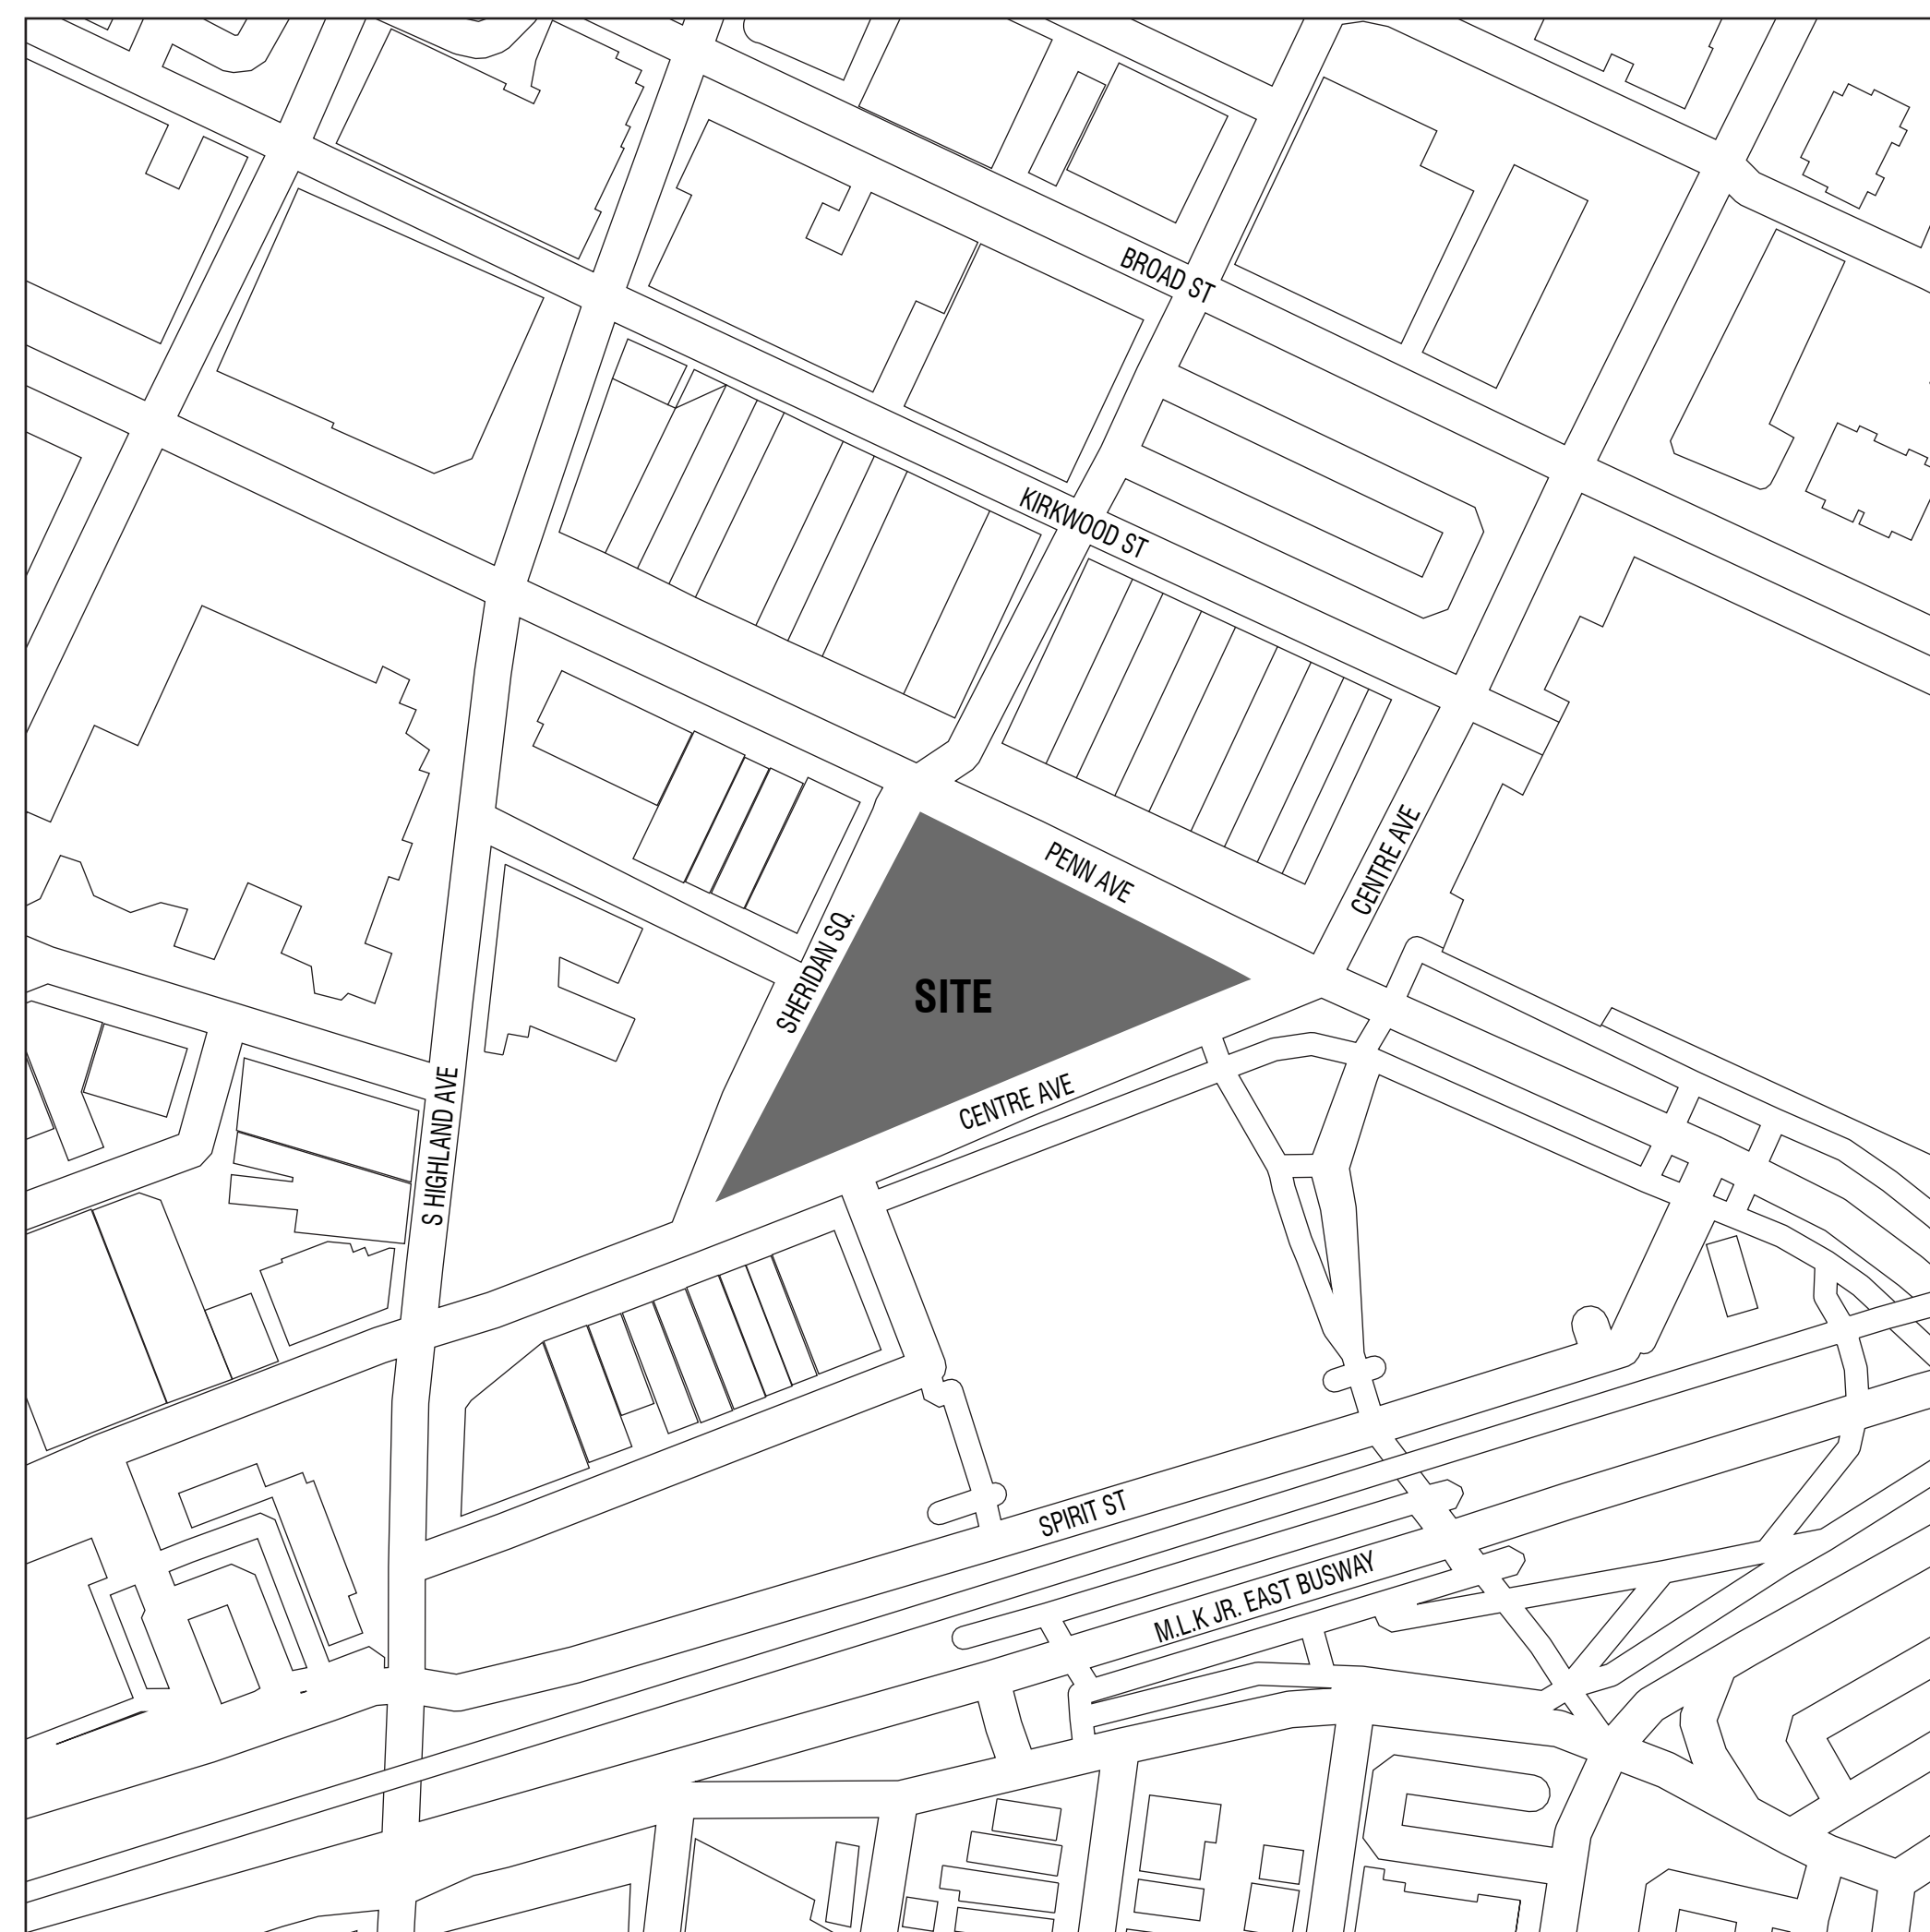 BROAD ST
KIRKWOOD ST
PENN AVE
CENTRE AVE
SHERIDAN SQ.
SITE
CENTRE AVE
S HIGHLAND AVE
SPIRIT ST
M.L.K JR. EAST BUSWAY